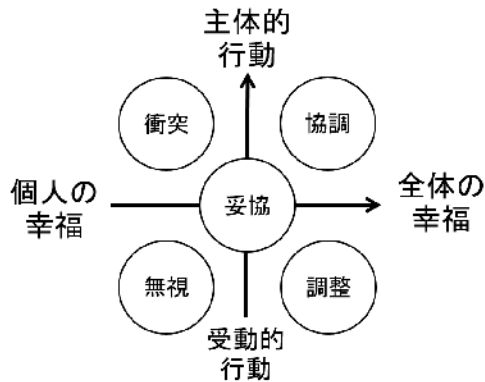 主体的
行動
衝突
協調
個人の
幸福
妥協
全体の
幸福
無視
調整
受動的
行動